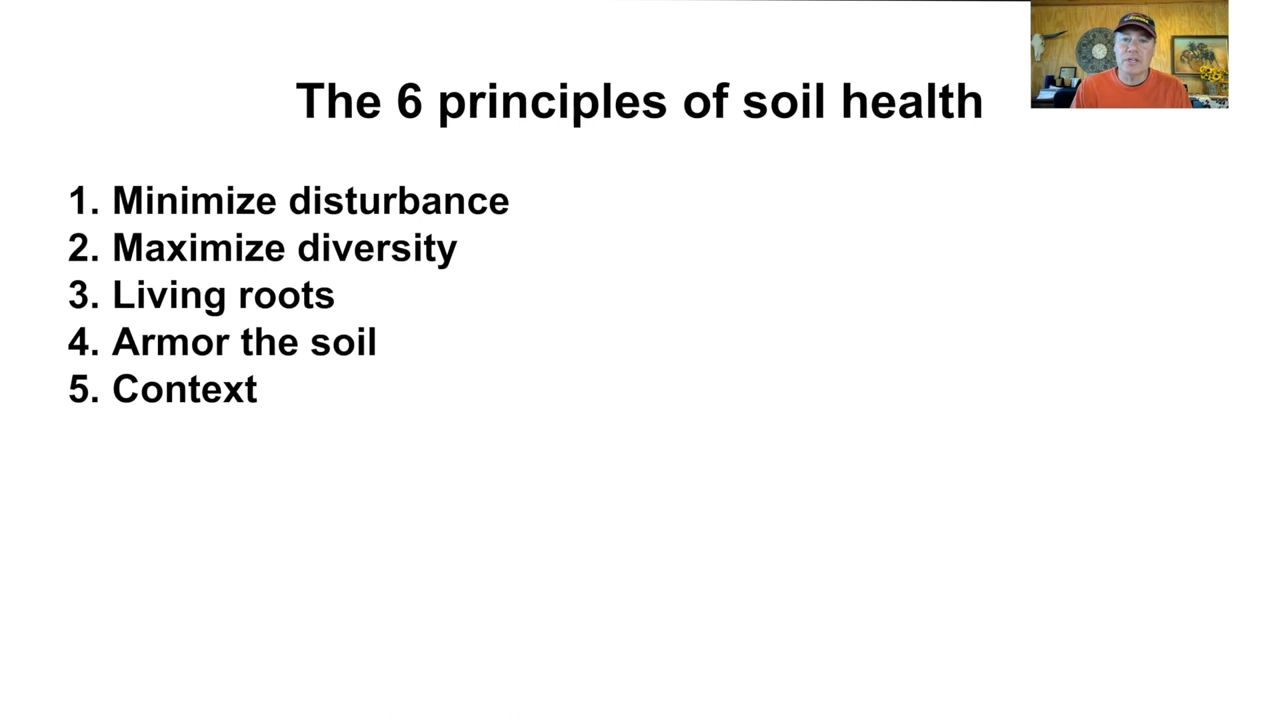 The 6 principles of soil health
1. Minimize disturbance
2. Maximize diversity
3. Living roots
4. Armor the soil
5. Context